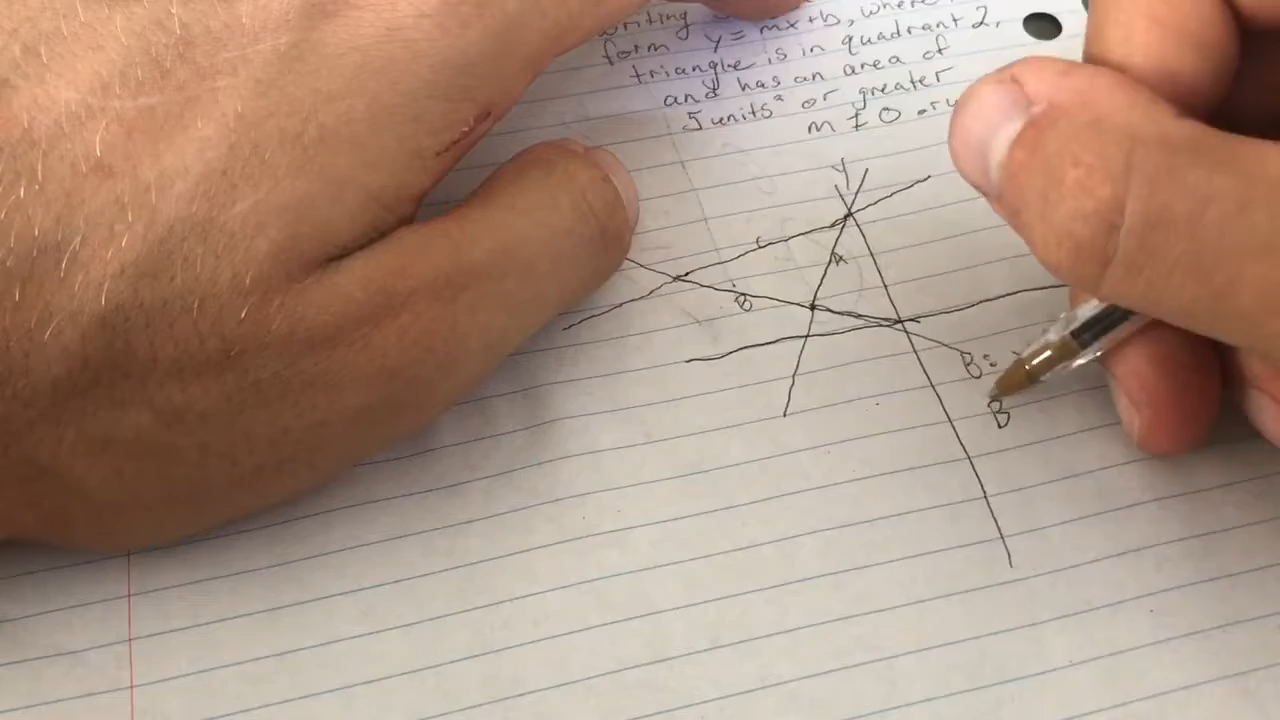 writing
form y = mx+b, where
triangle is in quadrant 2,
and has an area of
5 units² or greater
m ≠ 0 or
y
C
A
B
B:
B